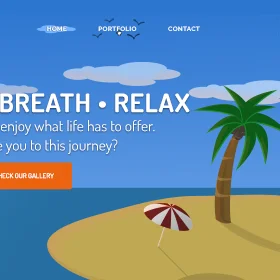 HOME PORTFOLIO CONTACT
BREATH • RELAX
enjoy what life has to offer.
you to this journey?
CHECK OUR GALLERY